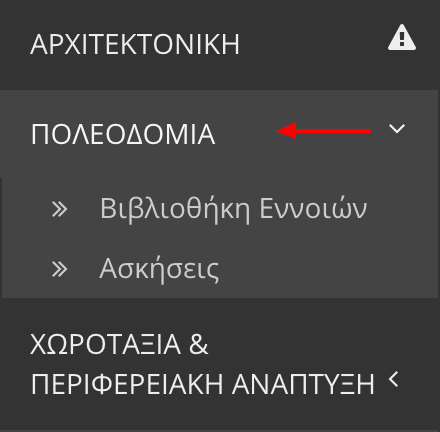 ΑΡΧΙΤΕΚΤΟΝΙΚΗ
ΠΟΛΕΟΔΟΜΙΑ
Βιβλιοθήκη Εννοιών
Ασκήσεις
ΧΩΡΟΤΑΞΙΑ &
ΠΕΡΙΦΕΡΕΙΑΚΗ ΑΝΑΠΤΥΞΗ